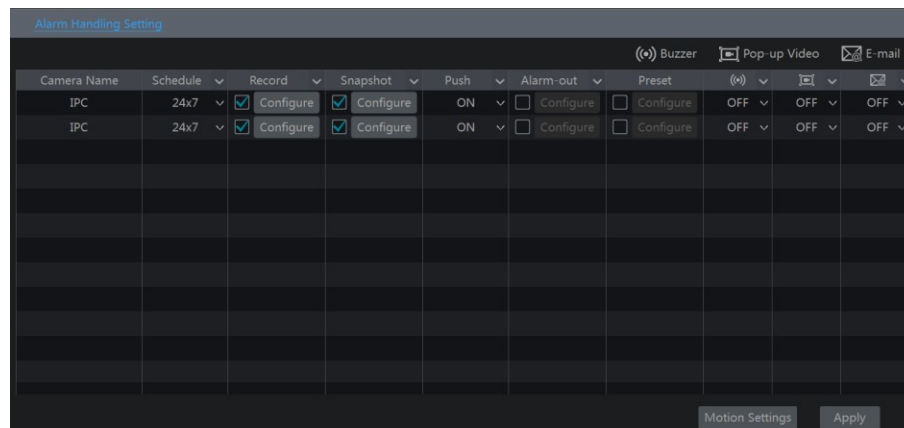 Alarm Handling Setting
Buzzer Pop-up Video E-mail
Camera Name Schedule Record Snapshot Push Alarm-out Preset
IPC 24x7 Configure Configure ON Configure Configure OFF OFF OFF
IPC 24x7 Configure Configure ON Configure Configure OFF OFF OFF
Motion Settings Apply